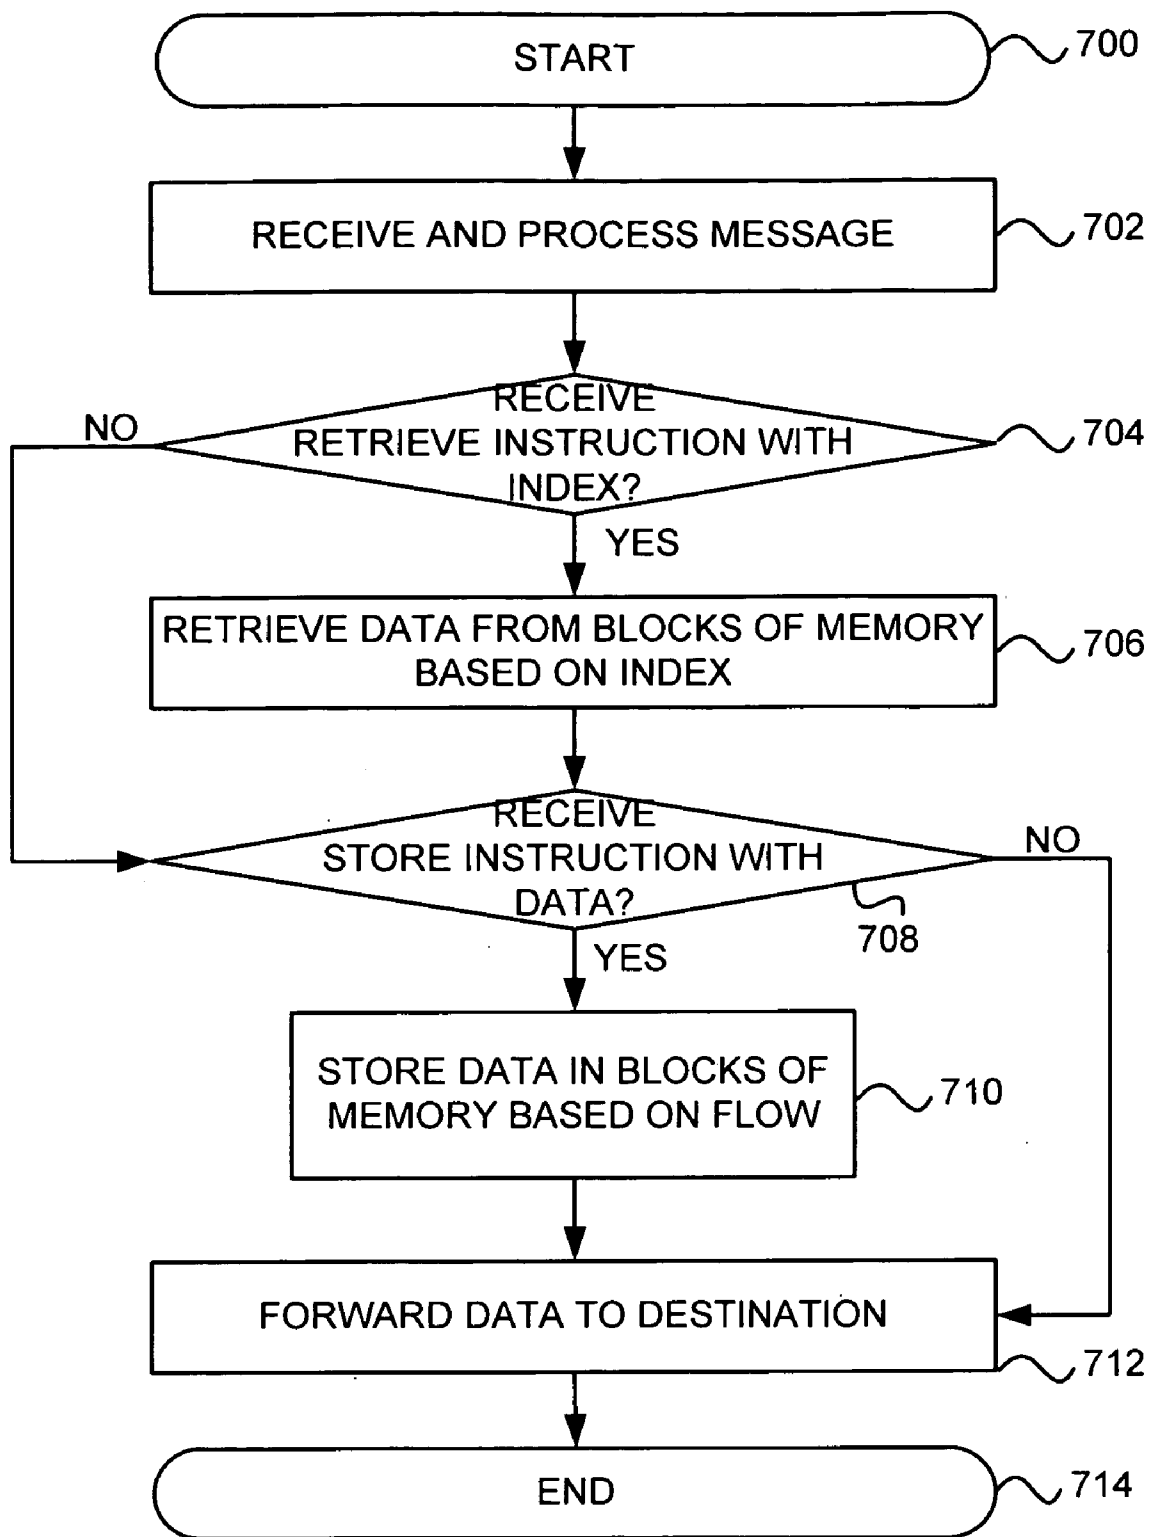 START
700
RECEIVE AND PROCESS MESSAGE
702
RECEIVE
RETRIEVE INSTRUCTION WITH
INDEX?
704
NO
YES
RETRIEVE DATA FROM BLOCKS OF MEMORY
BASED ON INDEX
706
RECEIVE
STORE INSTRUCTION WITH
DATA?
NO
708
YES
STORE DATA IN BLOCKS OF
MEMORY BASED ON FLOW
710
FORWARD DATA TO DESTINATION
712
END
714